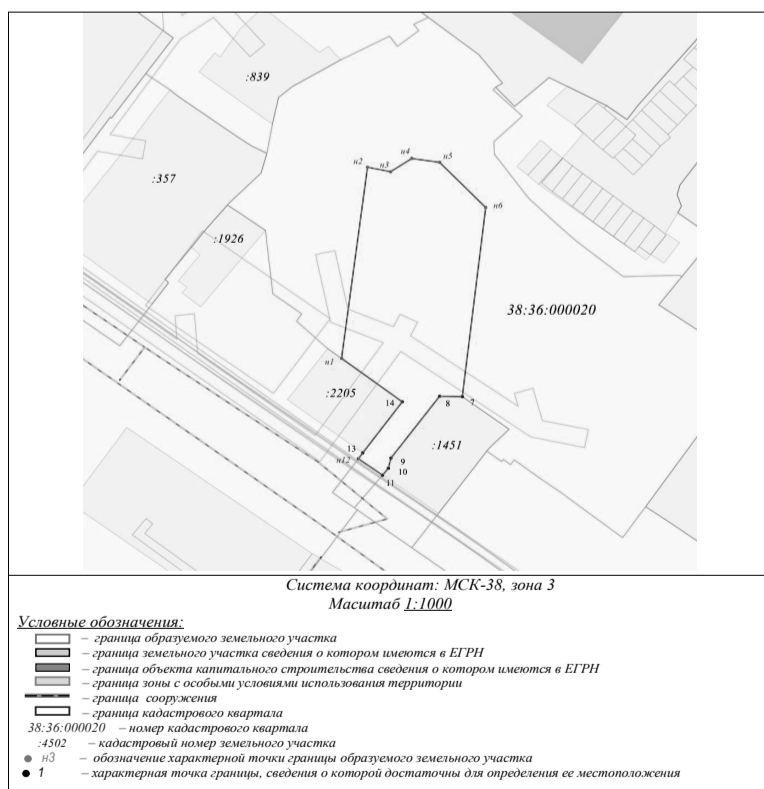 :839
н4
н5
н2
н3
:357
н6
:1926
38:36:000020
н1
:2205
14
8
7
:1451
13
н12
9
10
11
Система координат: МСК-38, зона 3
Масштаб 1:1000
Условные обозначения:
– граница образуемого земельного участка
– граница земельного участка сведения о котором имеются в ЕГРН
– граница объекта капитального строительства сведения о котором имеются в ЕГРН
– граница зоны с особыми условиями использования территории
– граница сооружения
– граница кадастрового квартала
38:36:000020 – номер кадастрового квартала
:4502 – кадастровый номер земельного участка
н3 – обозначение характерной точки границы образуемого земельного участка
1 – характерная точка границы, сведения о которой достаточны для определения ее местоположения